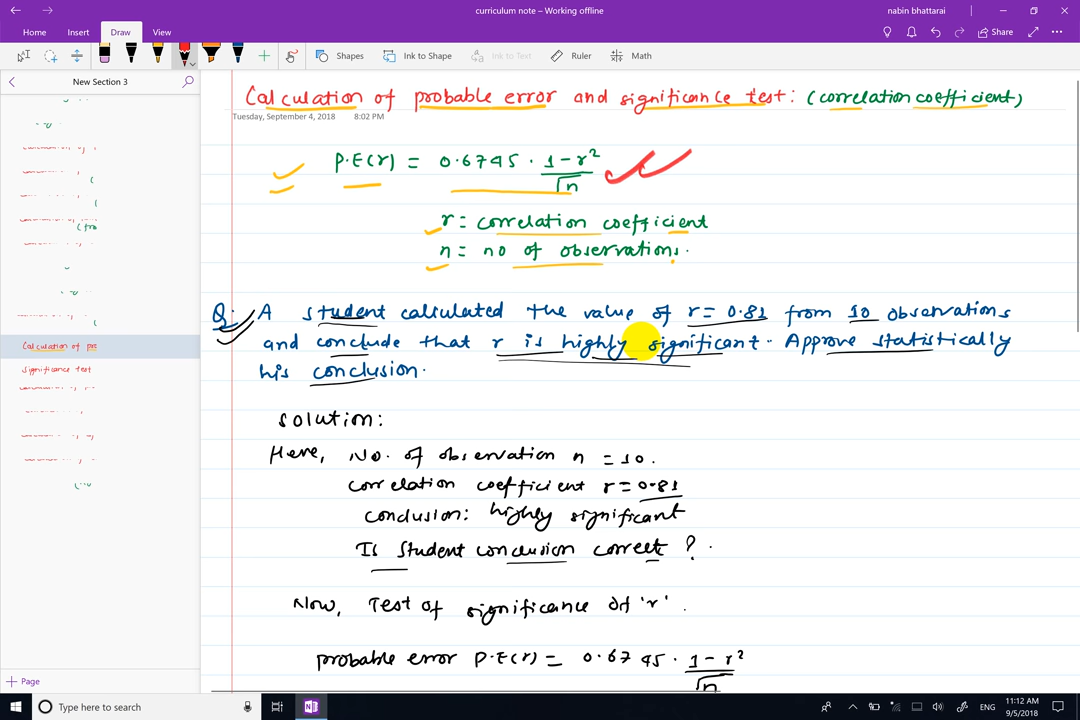 curriculum note – Working offline
nabin bhattarai
Home Insert Draw View
Share
Shapes Ink to Shape Ink to Text Ruler Math
New Section 3
Calculation of probable error and significance test: (correlation coefficient)
Tuesday, September 4, 2018 8:02 PM
P.E(r) = 0.6745 . 1-r² / √n
r = correlation coefficient
n = no of observations.
Q. A student calculated the value of r = 0.81 from 10 observations
and conclude that r is highly significant. Approve statistically
his conclusion.
Solution:
Here, No. of observation n = 10.
correlation coefficient r = 0.81
conclusion: highly significant
Is student conclusion correct ?
Now, Test of significance of 'r'.
probable error P.E(r) = 0.6745 . 1-r² / √n
Calculation of pre
Significance test
+ Page
Type here to search
ENG
11:12 AM
9/5/2018